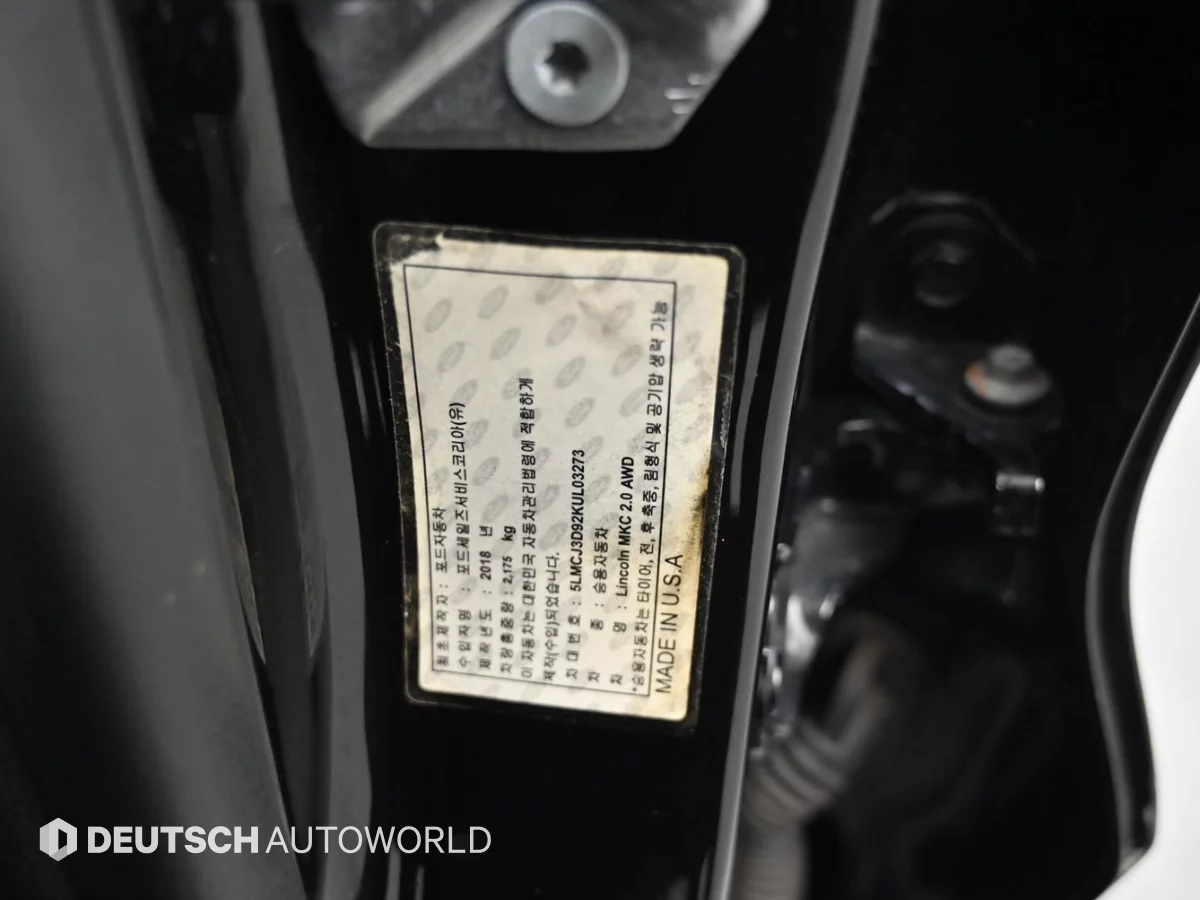 최초제작자 : 포드자동차
수입자명 : 포드세일즈서비스코리아(유)
제작년도 : 2018 년
차량총중량 : 2,175 kg
이 자동차는 대한민국 자동차관리법령에 적합하게
제작(수입)되었습니다.
차대번호 : 5LMCJ3D92KUL03273
차 종 : 승용자동차
차 명 : Lincoln MKC 2.0 AWD
*승용자동차는 타이어, 전, 후 축중, 림형식 및 공기압 생략 가능
MADE IN U.S.A
DEUTSCH AUTOWORLD